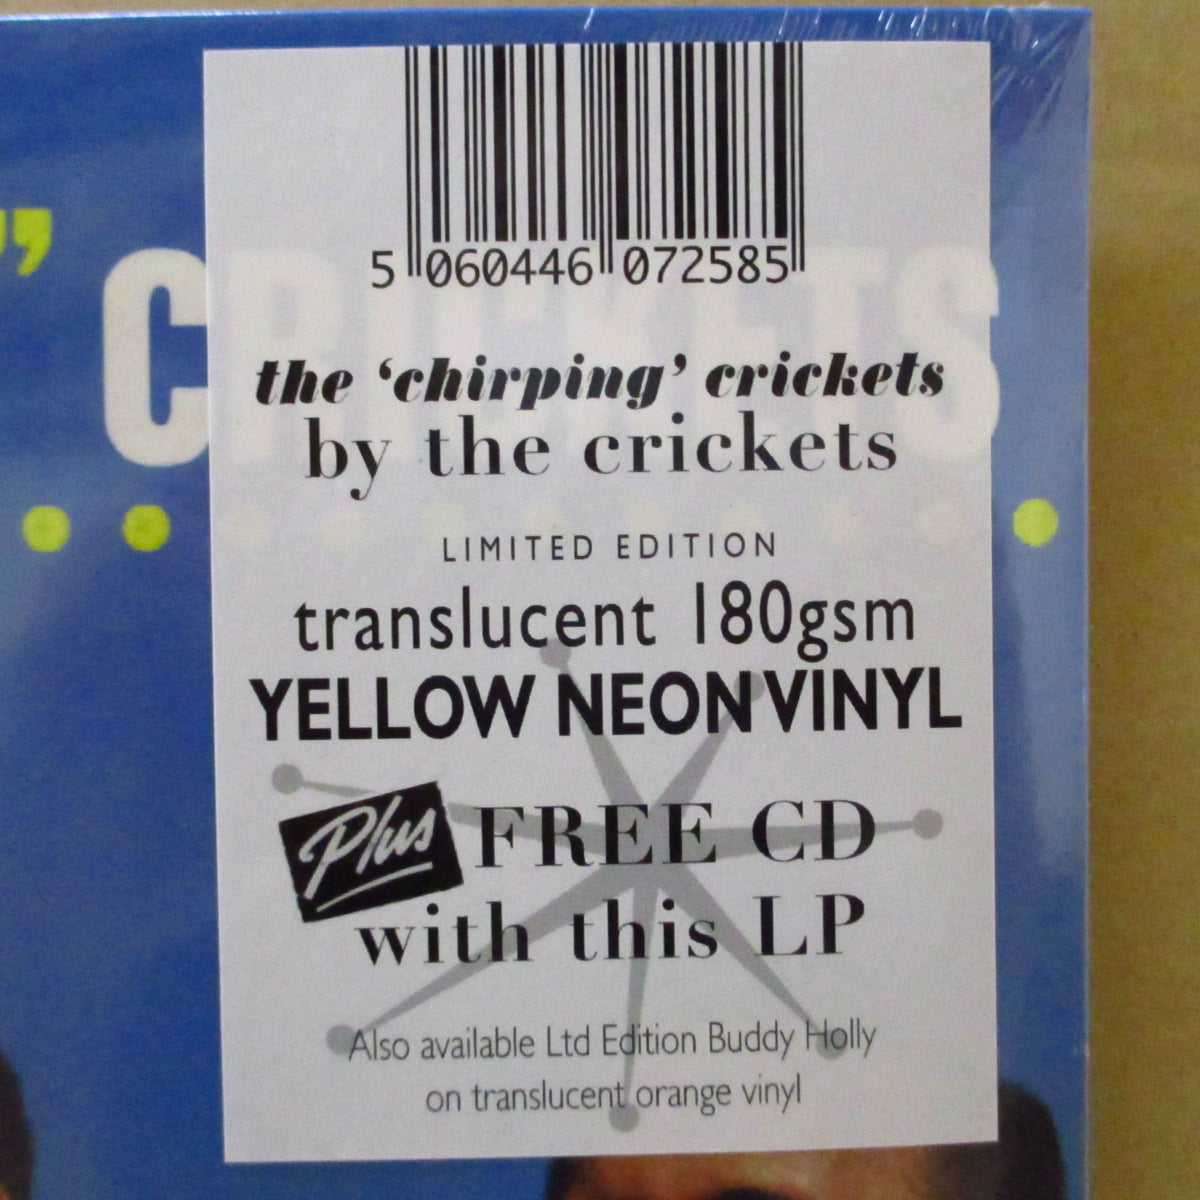 ” CRICKETS
5 060446 072585
the ‘chirping’ crickets
by the crickets
LIMITED EDITION
translucent 180gsm
YELLOW NEON VINYL
Plus FREE CD
with this LP
Also available Ltd Edition Buddy Holly
on translucent orange vinyl